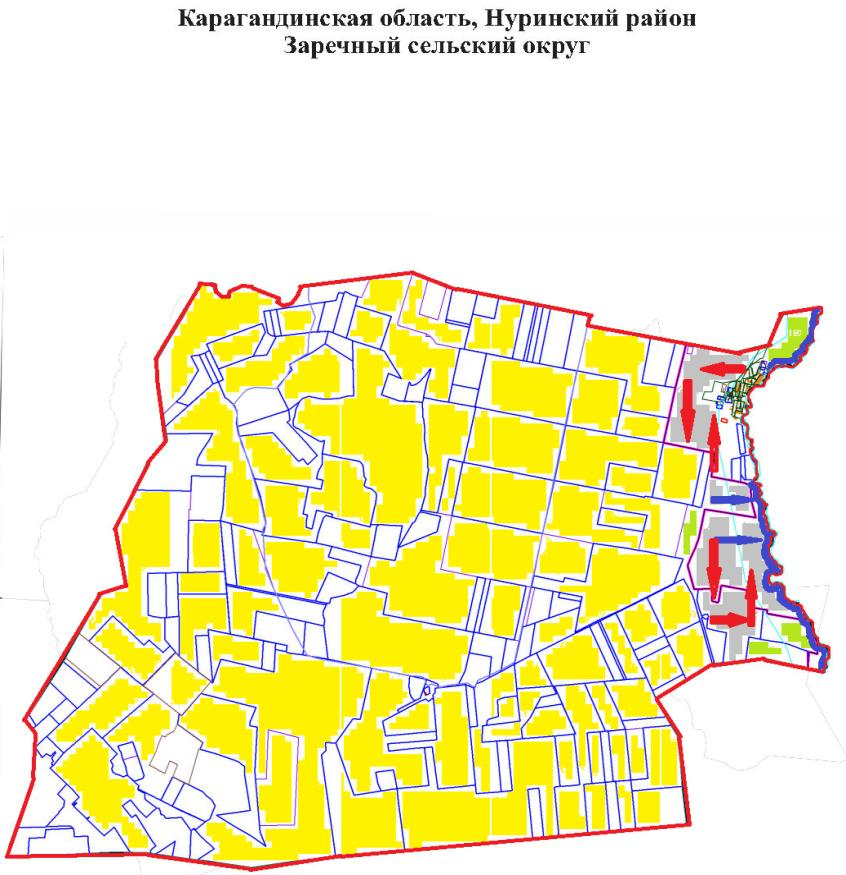 Карагандинская область, Нуринский район
Заречный сельский округ